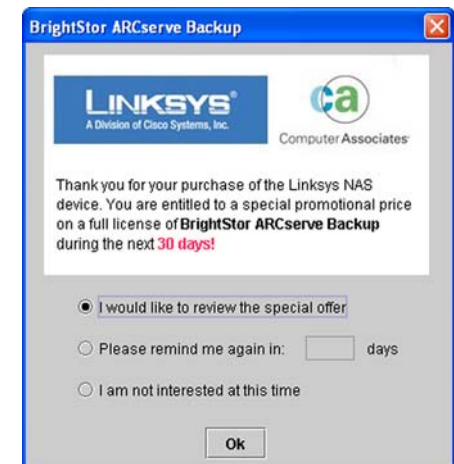 BrightStor ARCserve Backup
LINKSYS®
A Division of Cisco Systems, Inc.
ca
Computer Associates®
Thank you for your purchase of the Linksys NAS
device. You are entitled to a special promotional price
on a full license of BrightStor ARCserve Backup
during the next 30 days!
I would like to review the special offer
Please remind me again in: days
I am not interested at this time
Ok